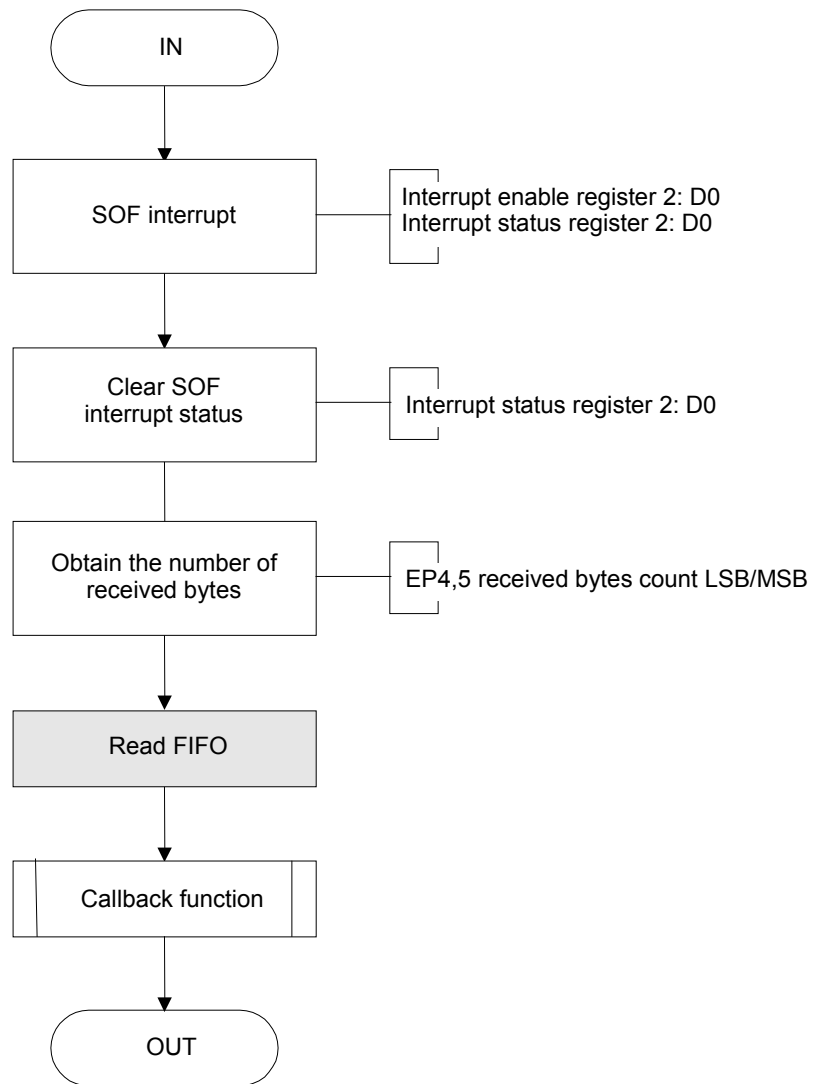 IN
SOF interrupt
Interrupt enable register 2: D0
Interrupt status register 2: D0
Clear SOF
interrupt status
Interrupt status register 2: D0
Obtain the number of
received bytes
EP4,5 received bytes count LSB/MSB
Read FIFO
Callback function
OUT